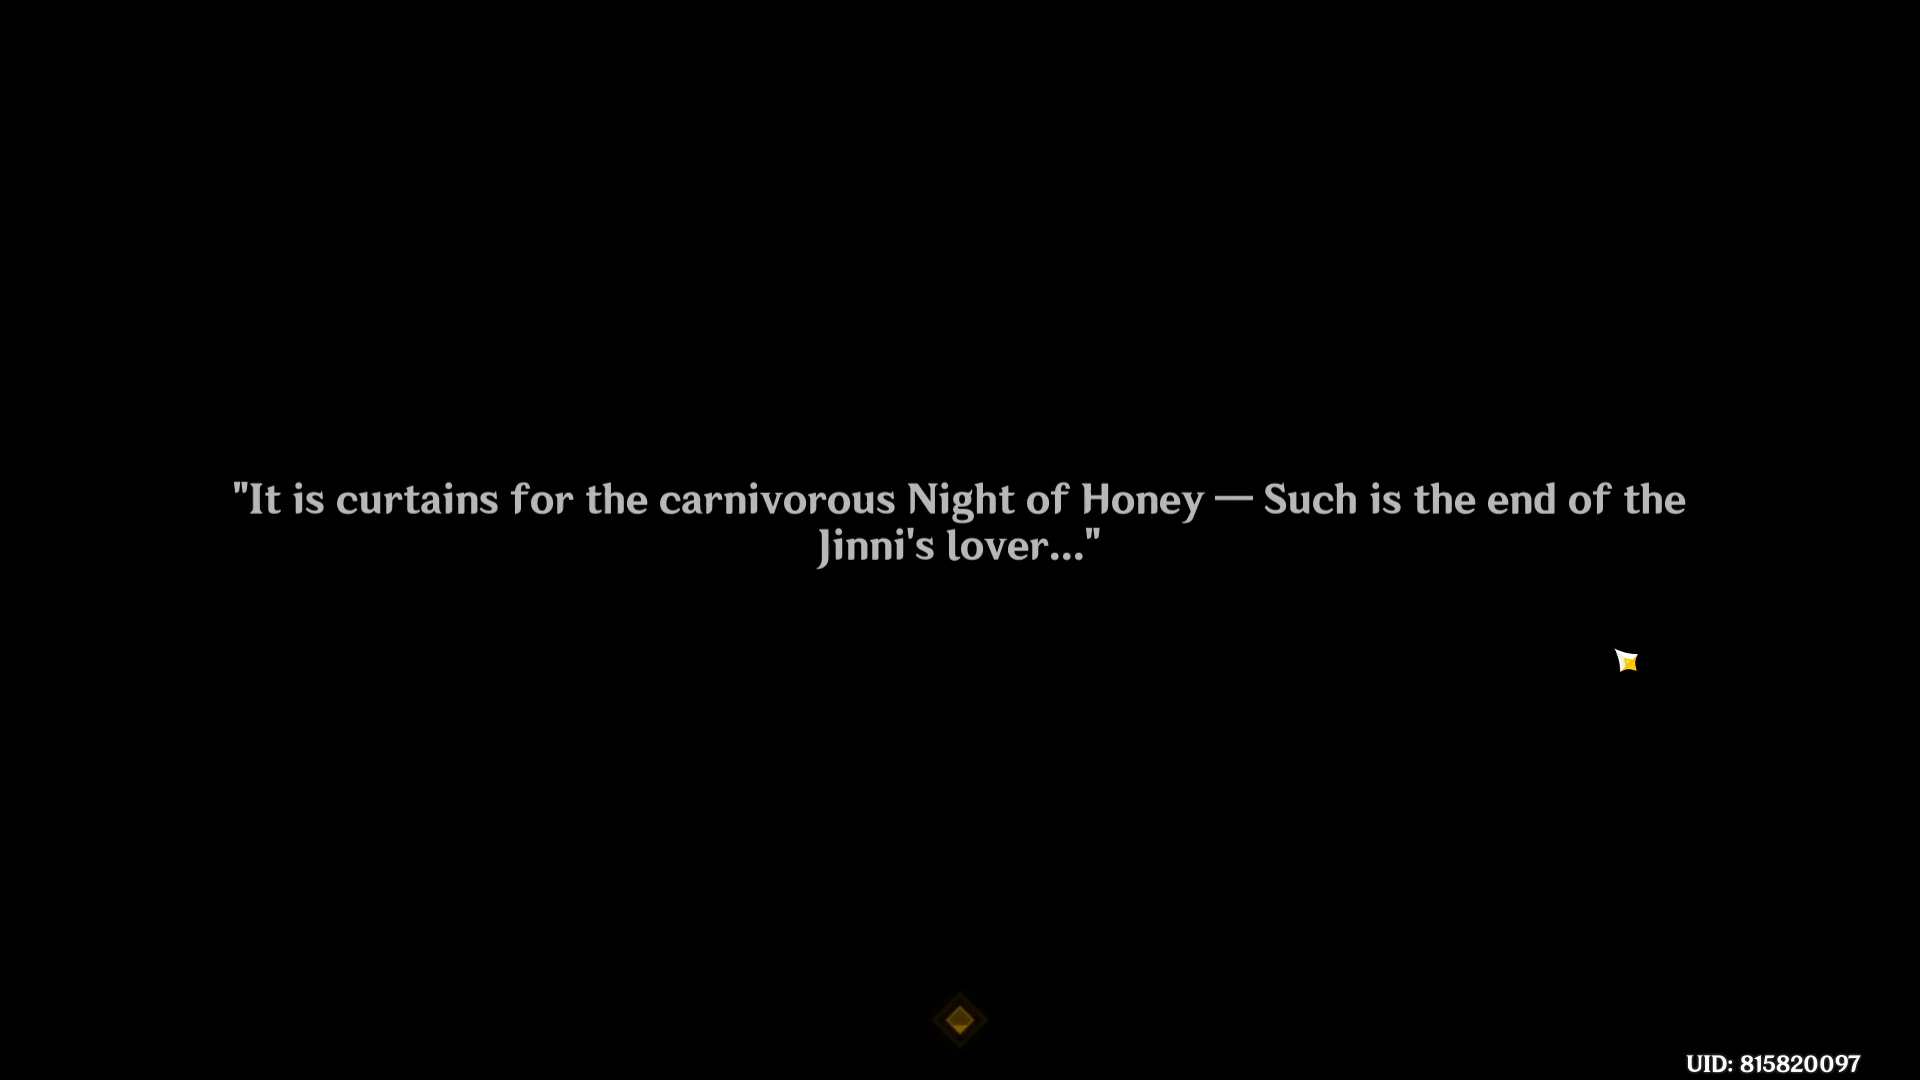 "It is curtains for the carnivorous Night of Honey — Such is the end of the
Jinni's lover..."
UID: 815820097